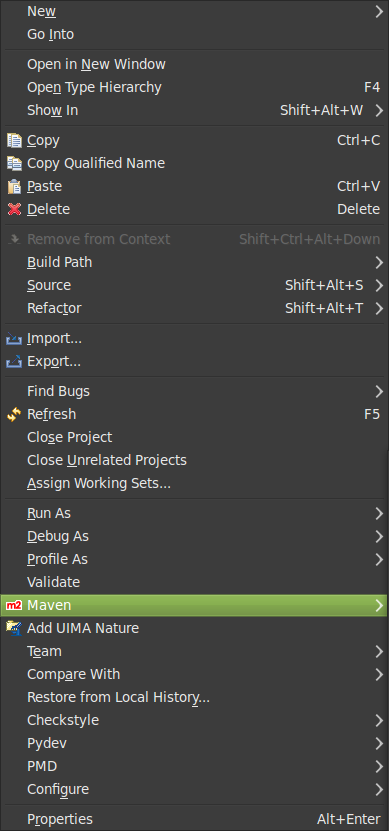 New
Go Into
Open in New Window
Open Type Hierarchy F4
Show In Shift+Alt+W
Copy Ctrl+C
Copy Qualified Name
Paste Ctrl+V
Delete Delete
Remove from Context Shift+Ctrl+Alt+Down
Build Path
Source Shift+Alt+S
Refactor Shift+Alt+T
Import...
Export...
Find Bugs
Refresh F5
Close Project
Close Unrelated Projects
Assign Working Sets...
Run As
Debug As
Profile As
Validate
m2 Maven
Add UIMA Nature
Team
Compare With
Restore from Local History...
Checkstyle
Pydev
PMD
Configure
Properties Alt+Enter